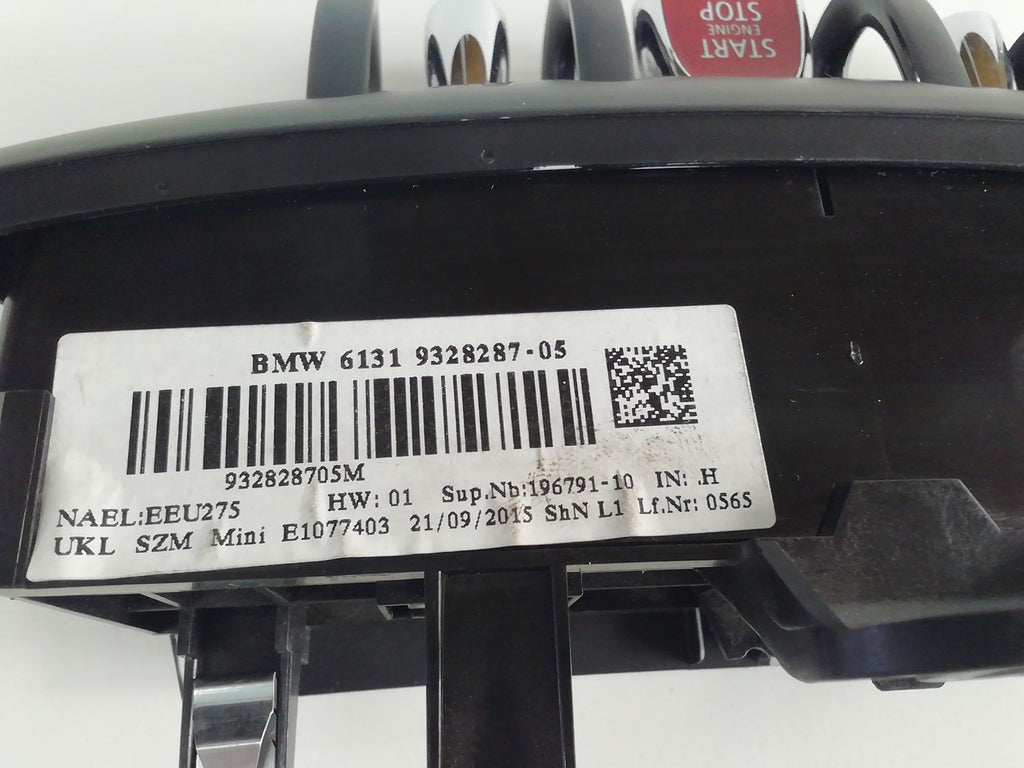 START
ENGINE
STOP
BMW 6131 9328287-05
932828705M
NAEL:EEU275 HW: 01 Sup.Nb:196791-10 IN: .H
UKL SZM Mini E1077403 21/09/2015 ShN L1 Lf.Nr: 0565